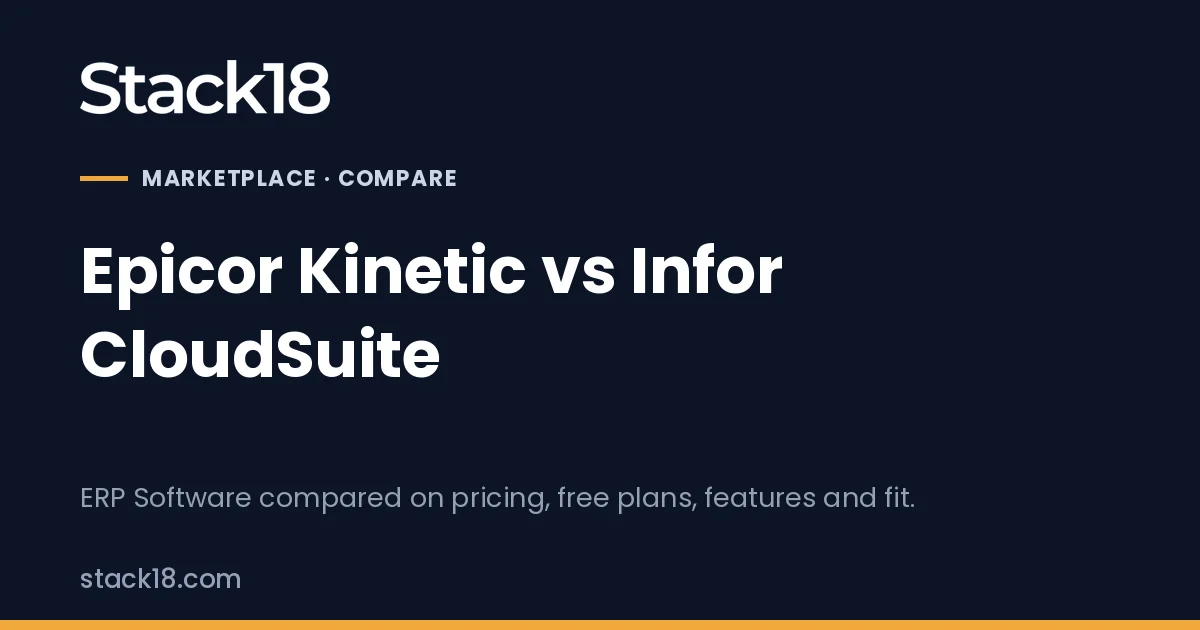 Stack18
MARKETPLACE · COMPARE
Epicor Kinetic vs Infor
CloudSuite
ERP Software compared on pricing, free plans, features and fit.
stack18.com